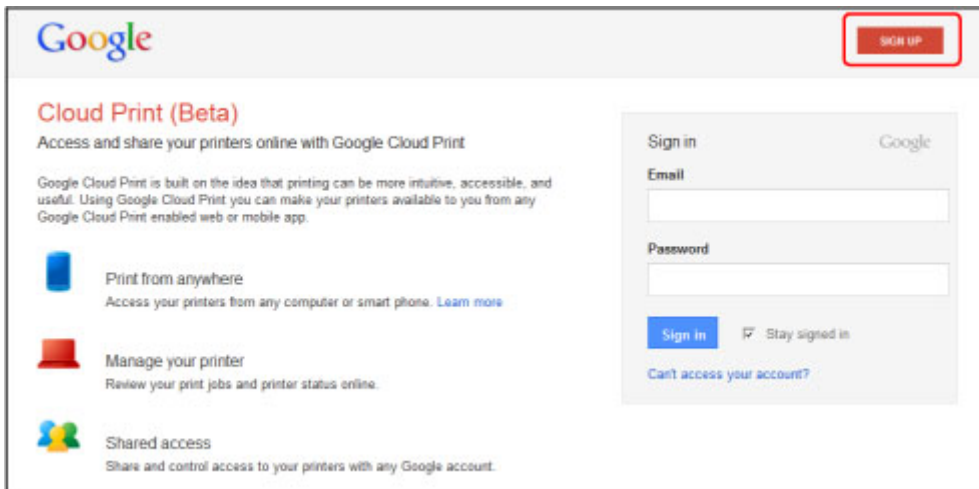 Google
SIGN UP
Cloud Print (Beta)
Access and share your printers online with Google Cloud Print
Google Cloud Print is built on the idea that printing can be more intuitive, accessible, and
useful. Using Google Cloud Print you can make your printers available to you from any
Google Cloud Print enabled web or mobile app.
Print from anywhere
Access your printers from any computer or smart phone. Learn more
Manage your printer
Review your print jobs and printer status online.
Shared access
Share and control access to your printers with any Google account.
Sign in Google
Email
Password
Sign in Stay signed in
Can't access your account?